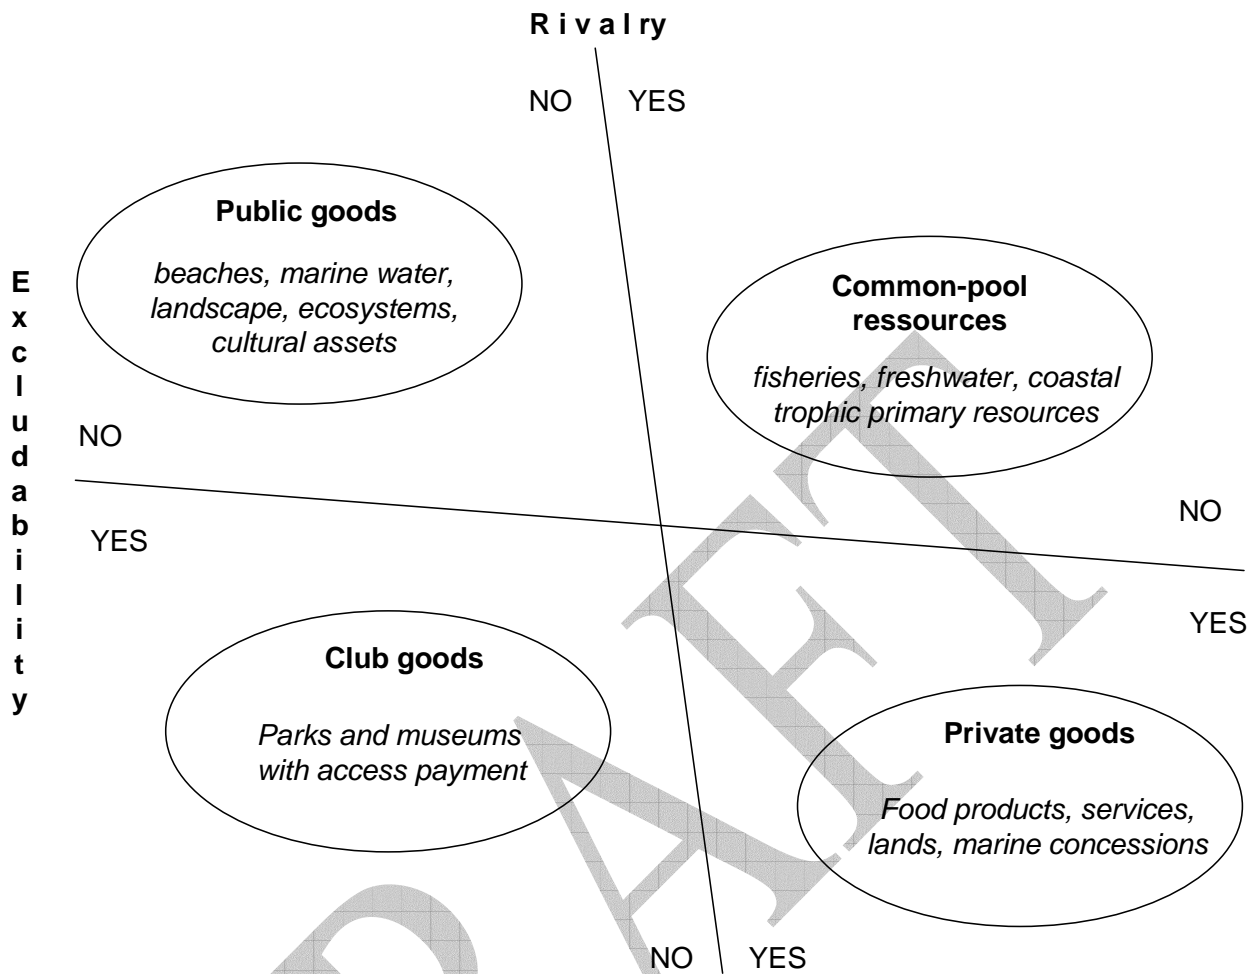 Rivalry
NO YES
Public goods
beaches, marine water,
landscape, ecosystems,
cultural assets
Common-pool
ressources
fisheries, freshwater, coastal
trophic primary resources
Excludability
NO
YES
NO
YES
Club goods
Parks and museums
with access payment
Private goods
Food products, services,
lands, marine concessions
NO YES
DRAFT